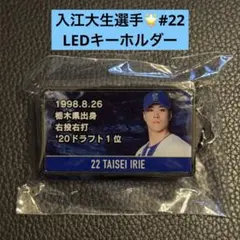 入江大生選手⭐#22
LEDキーホルダー
1998.8.26
栃木県出身
右投右打
'20ドラフト1位
22 TAISEI IRIE